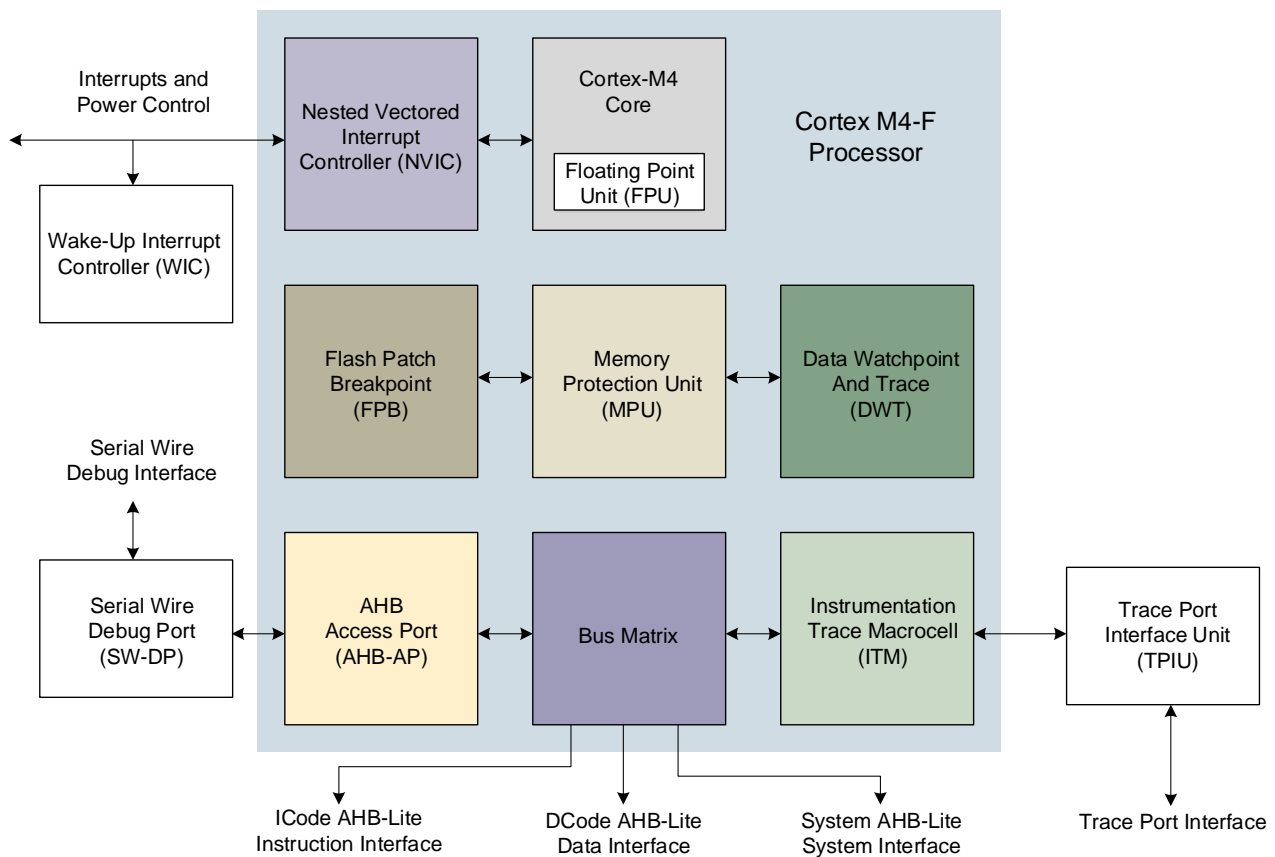 Interrupts and
Power Control
Nested Vectored
Interrupt
Controller (NVIC)
Cortex-M4
Core
Floating Point
Unit (FPU)
Cortex M4-F
Processor
Wake-Up Interrupt
Controller (WIC)
Flash Patch
Breakpoint
(FPB)
Memory
Protection Unit
(MPU)
Data Watchpoint
And Trace
(DWT)
Serial Wire
Debug Interface
Serial Wire
Debug Port
(SW-DP)
AHB
Access Port
(AHB-AP)
Bus Matrix
Instrumentation
Trace Macrocell
(ITM)
Trace Port
Interface Unit
(TPIU)
ICode AHB-Lite
Instruction Interface
DCode AHB-Lite
Data Interface
System AHB-Lite
System Interface
Trace Port Interface